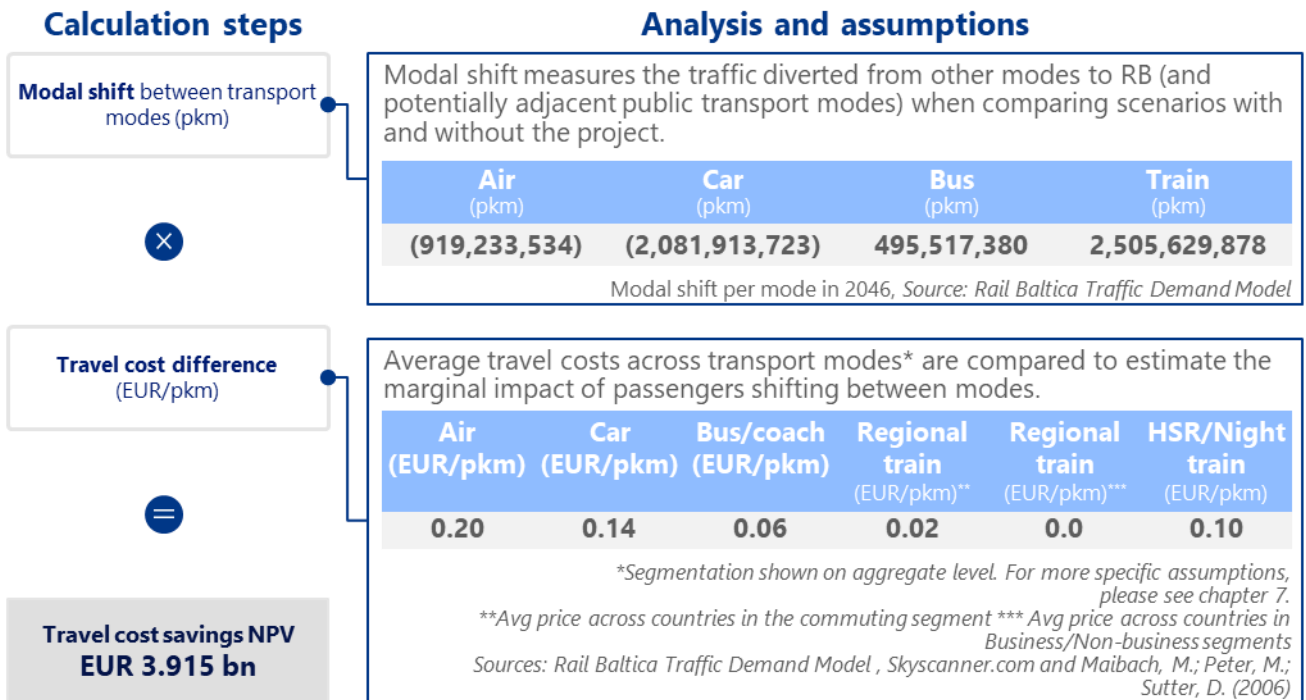 Calculation steps
Analysis and assumptions
Modal shift between transport
modes (pkm)
Modal shift measures the traffic diverted from other modes to RB (and
potentially adjacent public transport modes) when comparing scenarios with
and without the project.
Air Car Bus Train
(pkm) (pkm) (pkm) (pkm)
(919,233,534) (2,081,913,723) 495,517,380 2,505,629,878
Modal shift per mode in 2046, Source: Rail Baltica Traffic Demand Model
×
Travel cost difference
(EUR/pkm)
Average travel costs across transport modes* are compared to estimate the
marginal impact of passengers shifting between modes.
Air Car Bus/coach Regional Regional HSR/Night
(EUR/pkm) (EUR/pkm) (EUR/pkm) train train train
(EUR/pkm)** (EUR/pkm)*** (EUR/pkm)
0.20 0.14 0.06 0.02 0.0 0.10
*Segmentation shown on aggregate level. For more specific assumptions,
please see chapter 7.
**Avg price across countries in the commuting segment *** Avg price across countries in
Business/Non-business segments
Sources: Rail Baltica Traffic Demand Model , Skyscanner.com and Maibach, M.; Peter, M.;
Sutter, D. (2006)
=
Travel cost savings NPV
EUR 3.915 bn